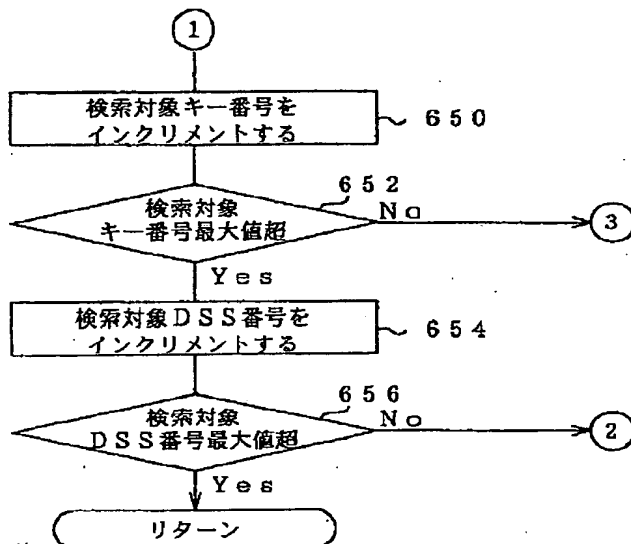 1
検索対象キー番号を
インクリメントする
650
652
検索対象
キー番号最大値超
No
3
Yes
検索対象DSS番号を
インクリメントする
654
656
検索対象
DSS番号最大値超
No
2
Yes
リターン